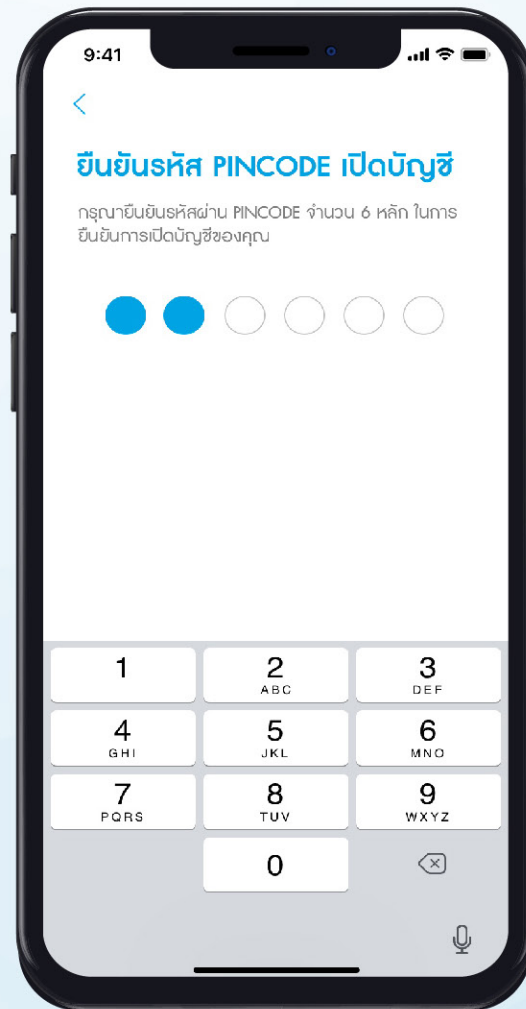 9:41
ยืนยันรหัส PINCODE เปิดบัญชี
กรุณายืนยันรหัสผ่าน PINCODE จำนวน 6 หลัก ในการ
ยืนยันการเปิดบัญชีของคุณ
1 2 3
ABC DEF
4 5 6
GHI JKL MNO
7 8 9
PQRS TUV WXYZ
0